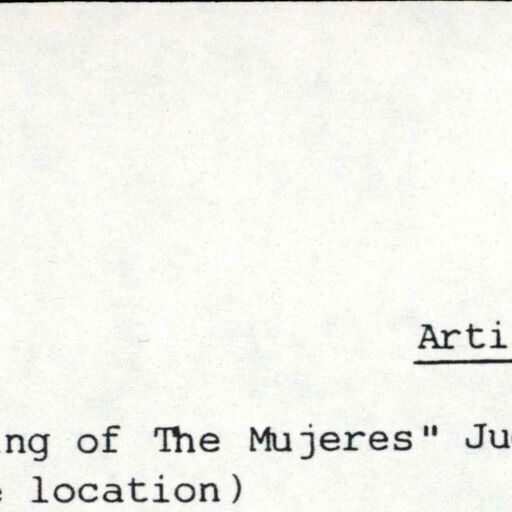 Arti
ng of The Mujeres" Ju
location)